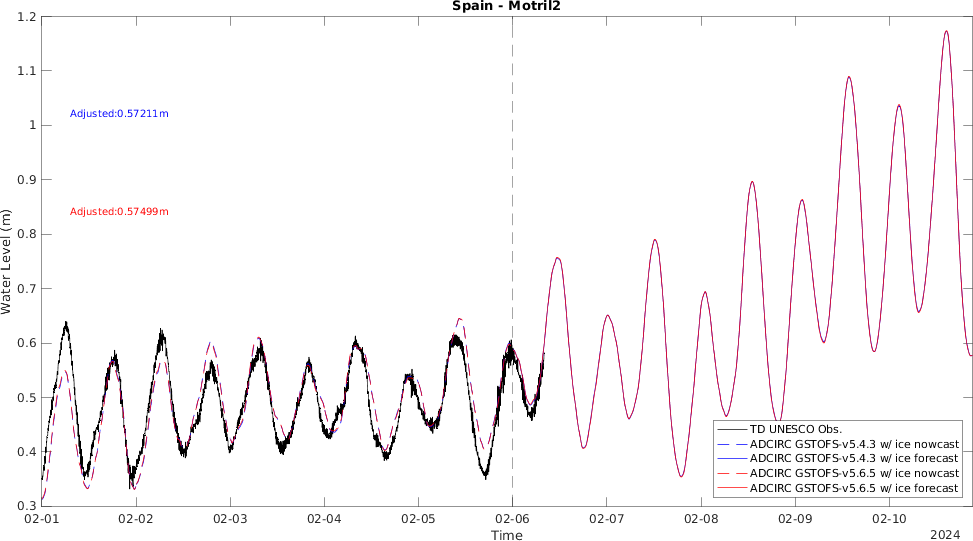 Spain - Motril2
1.2
1.1
1
0.9
0.8
0.7
0.6
0.5
0.4
0.3
Water Level (m)
Adjusted:0.57211m
Adjusted:0.57499m
TD UNESCO Obs.
ADCIRC GSTOFS-v5.4.3 w/ ice nowcast
ADCIRC GSTOFS-v5.4.3 w/ ice forecast
ADCIRC GSTOFS-v5.6.5 w/ ice nowcast
ADCIRC GSTOFS-v5.6.5 w/ ice forecast
02-01 02-02 02-03 02-04 02-05 02-06 02-07 02-08 02-09 02-10
Time
2024